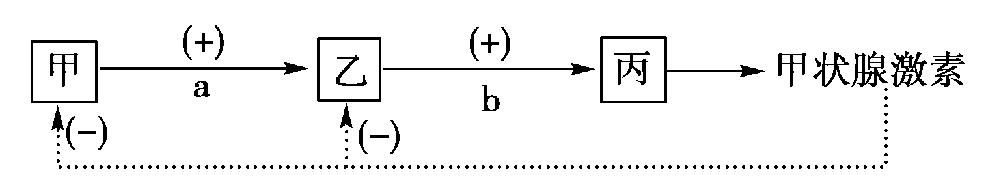 (+) (+)
甲 乙 丙 甲状腺激素
a b
(−) (−)